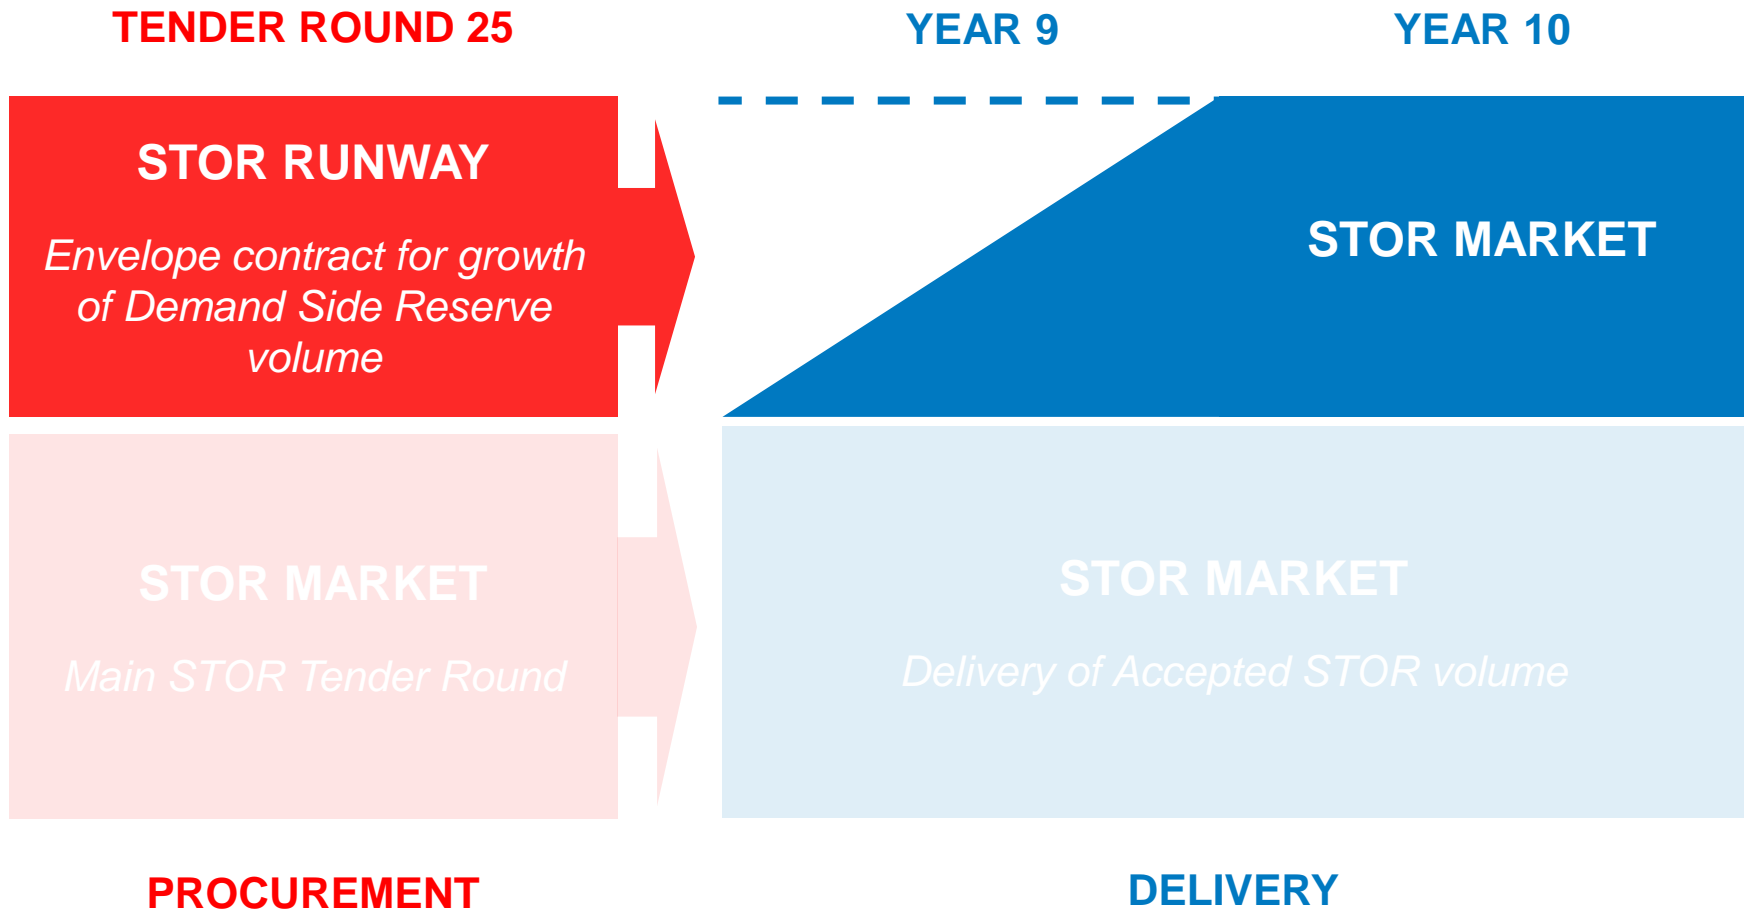 TENDER ROUND 25
YEAR 9
YEAR 10
STOR RUNWAY
Envelope contract for growth
of Demand Side Reserve
volume
STOR MARKET
STOR MARKET
Main STOR Tender Round
STOR MARKET
Delivery of Accepted STOR volume
PROCUREMENT
DELIVERY